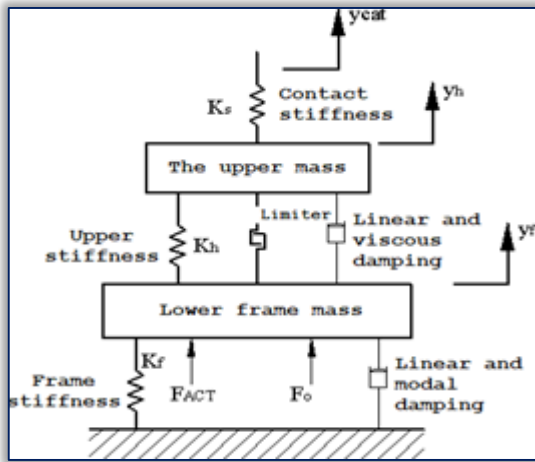 ycat
Contact
stiffness
Ks
yh
The upper mass
Limiter
Linear and
viscous
damping
Upper
stiffness
Kh
Lower frame mass
Kf
Frame
stiffness
FACT
Fo
Linear and
modal
damping